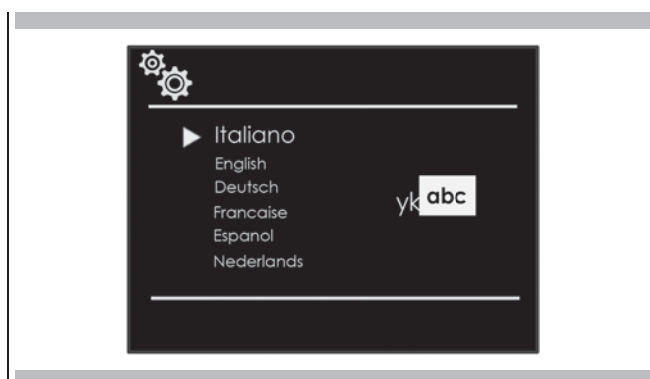 Italiano
English
Deutsch
Francaise
yk abc
Espanol
Nederlands